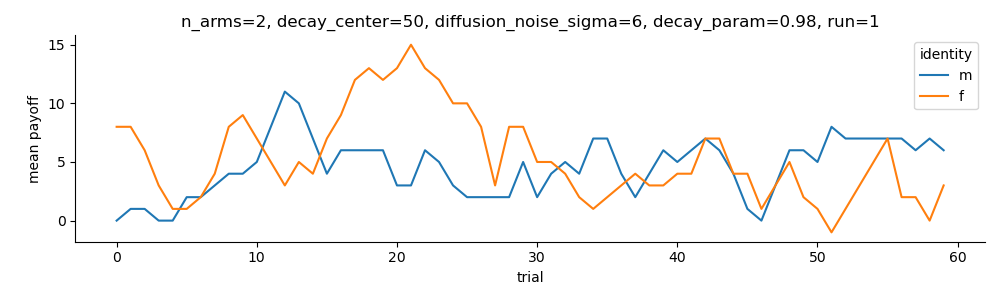 n_arms=2, decay_center=50, diffusion_noise_sigma=6, decay_param=0.98, run=1
15
10
5
0
mean payoff
identity
m
f
0 10 20 30 40 50 60
trial